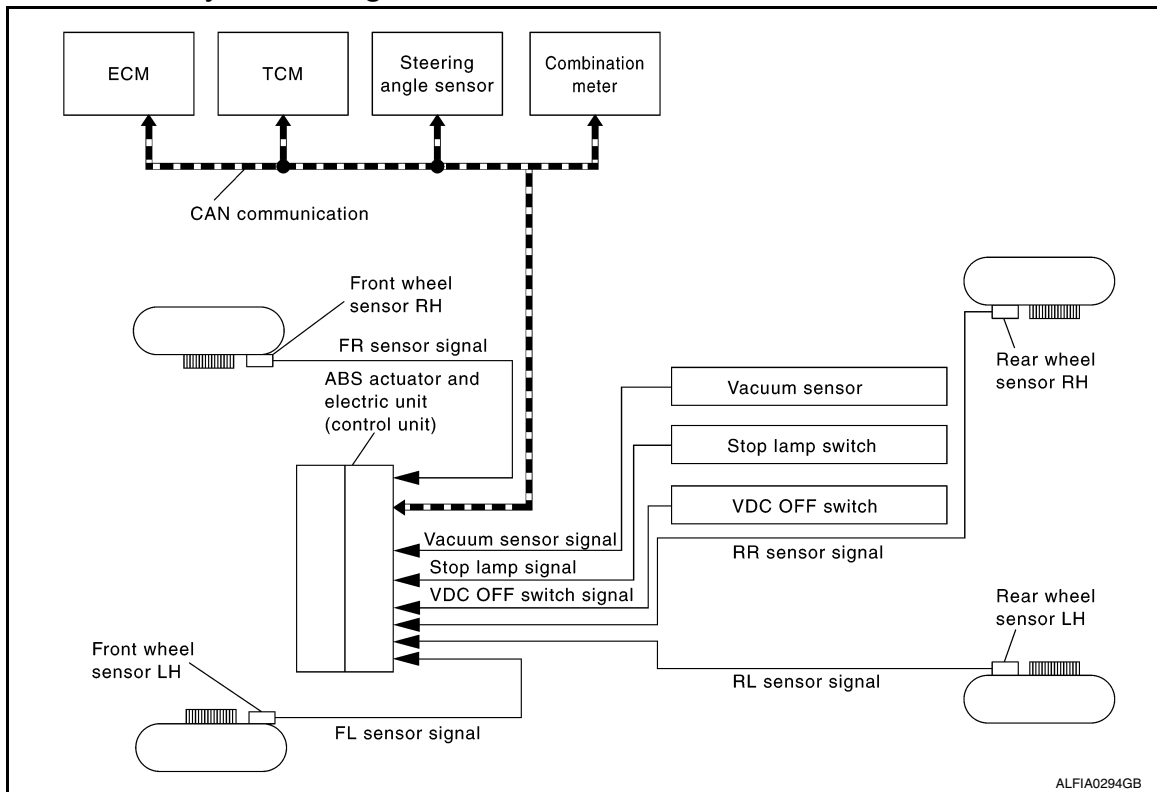 ECM
TCM
Steering
angle sensor
Combination
meter
CAN communication
Front wheel
sensor RH
FR sensor signal
ABS actuator and
electric unit
(control unit)
Vacuum sensor
Stop lamp switch
VDC OFF switch
Rear wheel
sensor RH
Vacuum sensor signal
Stop lamp signal
VDC OFF switch signal
RR sensor signal
Rear wheel
sensor LH
Front wheel
sensor LH
RL sensor signal
FL sensor signal
ALFIA0294GB